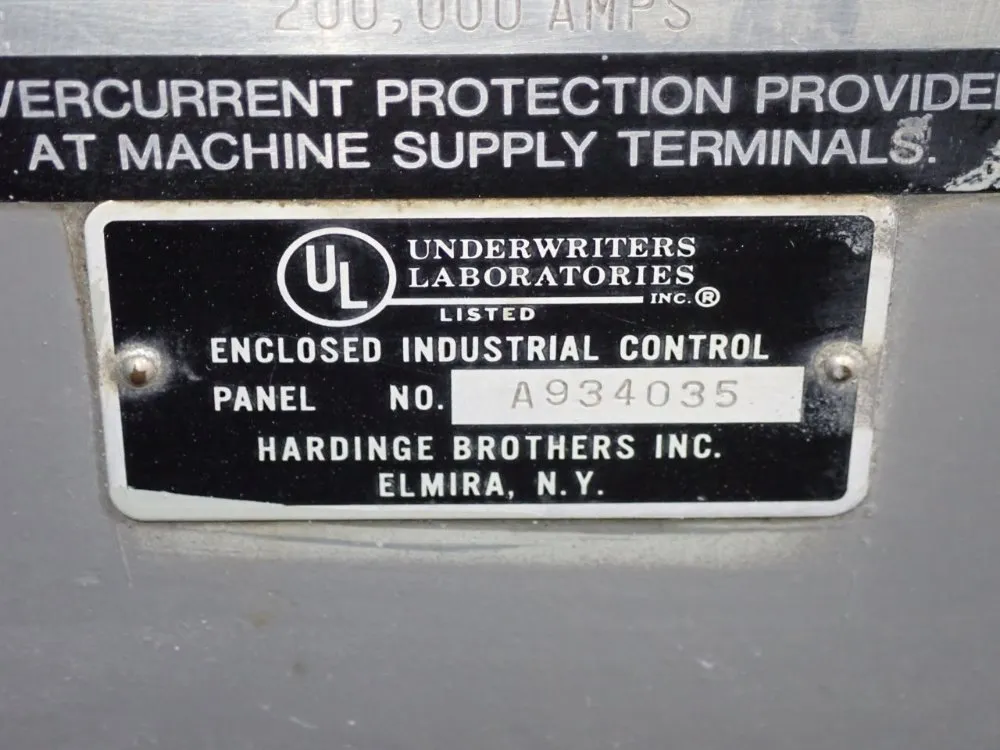 200,000 AMPS
VERCURRENT PROTECTION PROVIDE
AT MACHINE SUPPLY TERMINALS.
UL
UNDERWRITERS
LABORATORIES
INC.®
LISTED
ENCLOSED INDUSTRIAL CONTROL
PANEL NO. A934035
HARDINGE BROTHERS INC.
ELMIRA, N.Y.